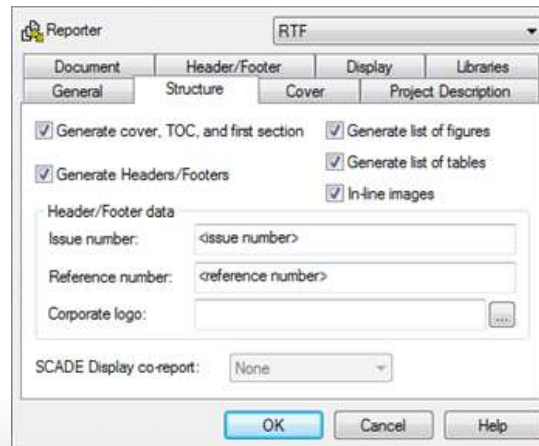 Reporter RTF
Document Header/Footer Display Libraries
General Structure Cover Project Description
Generate cover, TOC, and first section Generate list of figures
Generate list of tables
Generate Headers/Footers
In-line images
Header/Footer data
Issue number: <issue number>
Reference number: <reference number>
Corporate logo: ...
SCADE Display co-report: None
OK Cancel Help